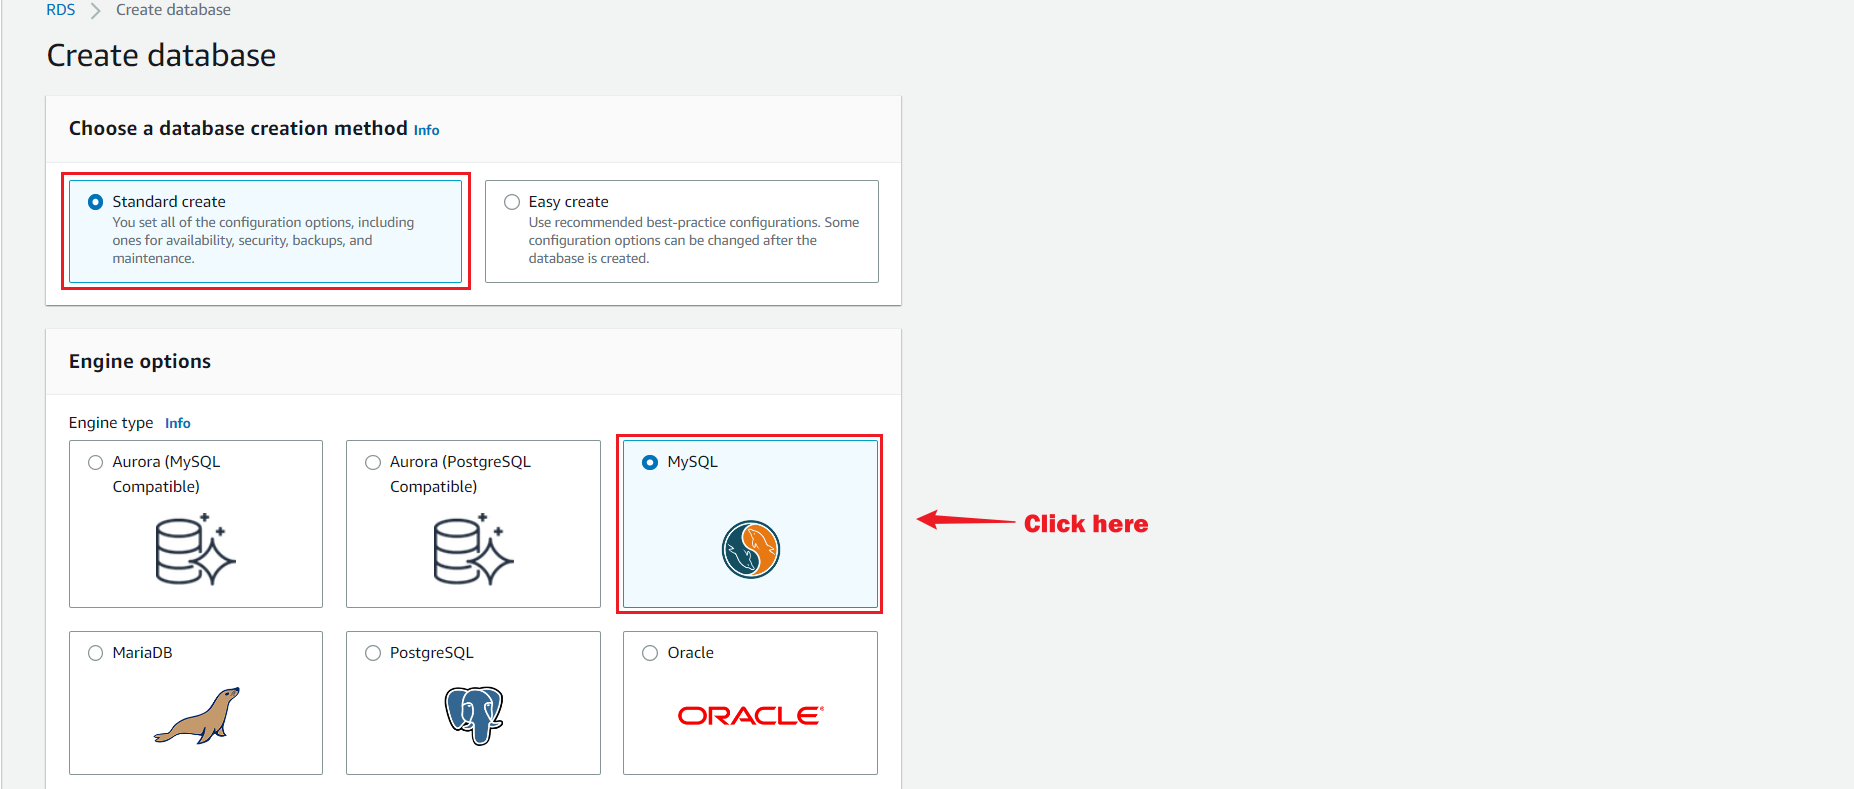 RDS > Create database
Create database
Choose a database creation method Info
Standard create
You set all of the configuration options, including
ones for availability, security, backups, and
maintenance.
Easy create
Use recommended best-practice configurations. Some
configuration options can be changed after the
database is created.
Engine options
Engine type Info
Aurora (MySQL
Compatible)
Aurora (PostgreSQL
Compatible)
MySQL
Click here
MariaDB
PostgreSQL
Oracle
ORACLE®